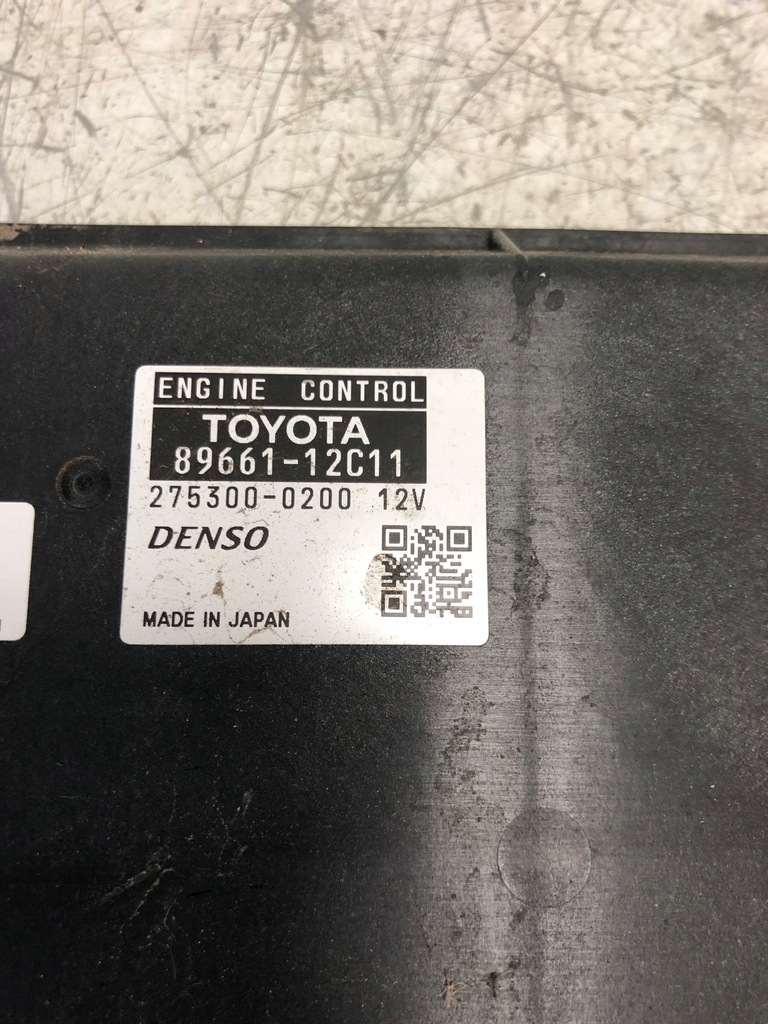 ENGINE CONTROL
TOYOTA
89661-12C11
275300-0200 12V
DENSO
MADE IN JAPAN